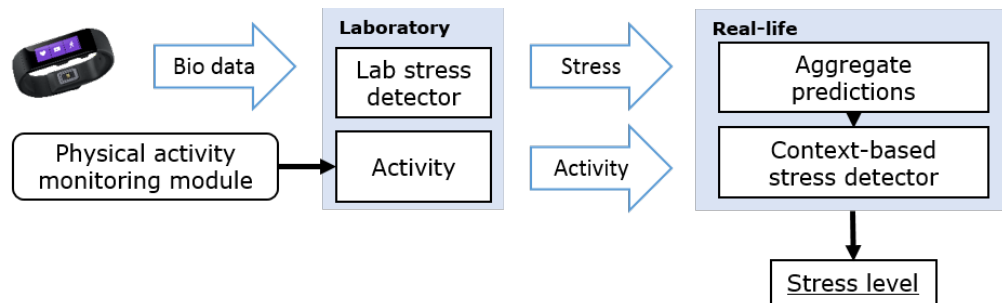 Laboratory
Real-life
Bio data
Lab stress
detector
Stress
Aggregate
predictions
Physical activity
monitoring module
Activity
Activity
Context-based
stress detector
Stress level